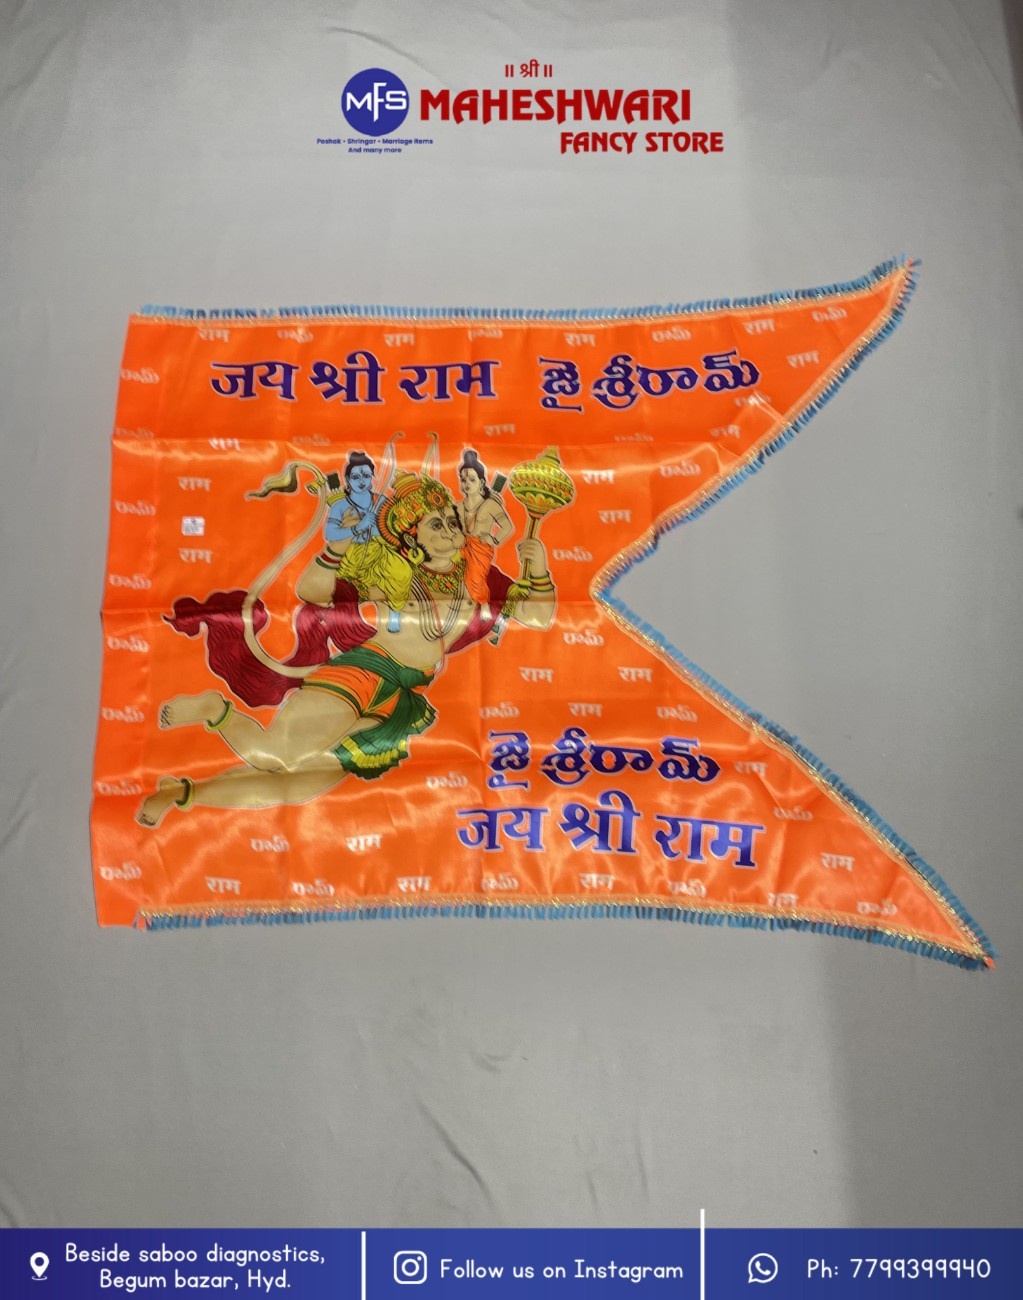 ॥ श्री ॥
MFS
MAHESHWARI
FANCY STORE
Poshak • Shringar • Marriage Items
And many more
राम రామ్ राम రామ్ राम రామ్ राम రామ్
రామ్ राम
जय श्री राम జై శ్రీరామ్
राम
राम
राम రామ్
राम राम
రామ్ राम
राम రామ్
రామ్
రామ్ రామ్
राम राम
రామ్ రామ్ राम రామ్
జై శ్రీరామ్ राम
రామ్ రామ్
जय श्री राम రామ్
రామ్ राम राम
రామ్ राम రామ్ राम రామ్ राम రామ్ राम రామ్
Beside saboo diagnostics,
Begum bazar, Hyd.
Follow us on Instagram
Ph: 7799399940